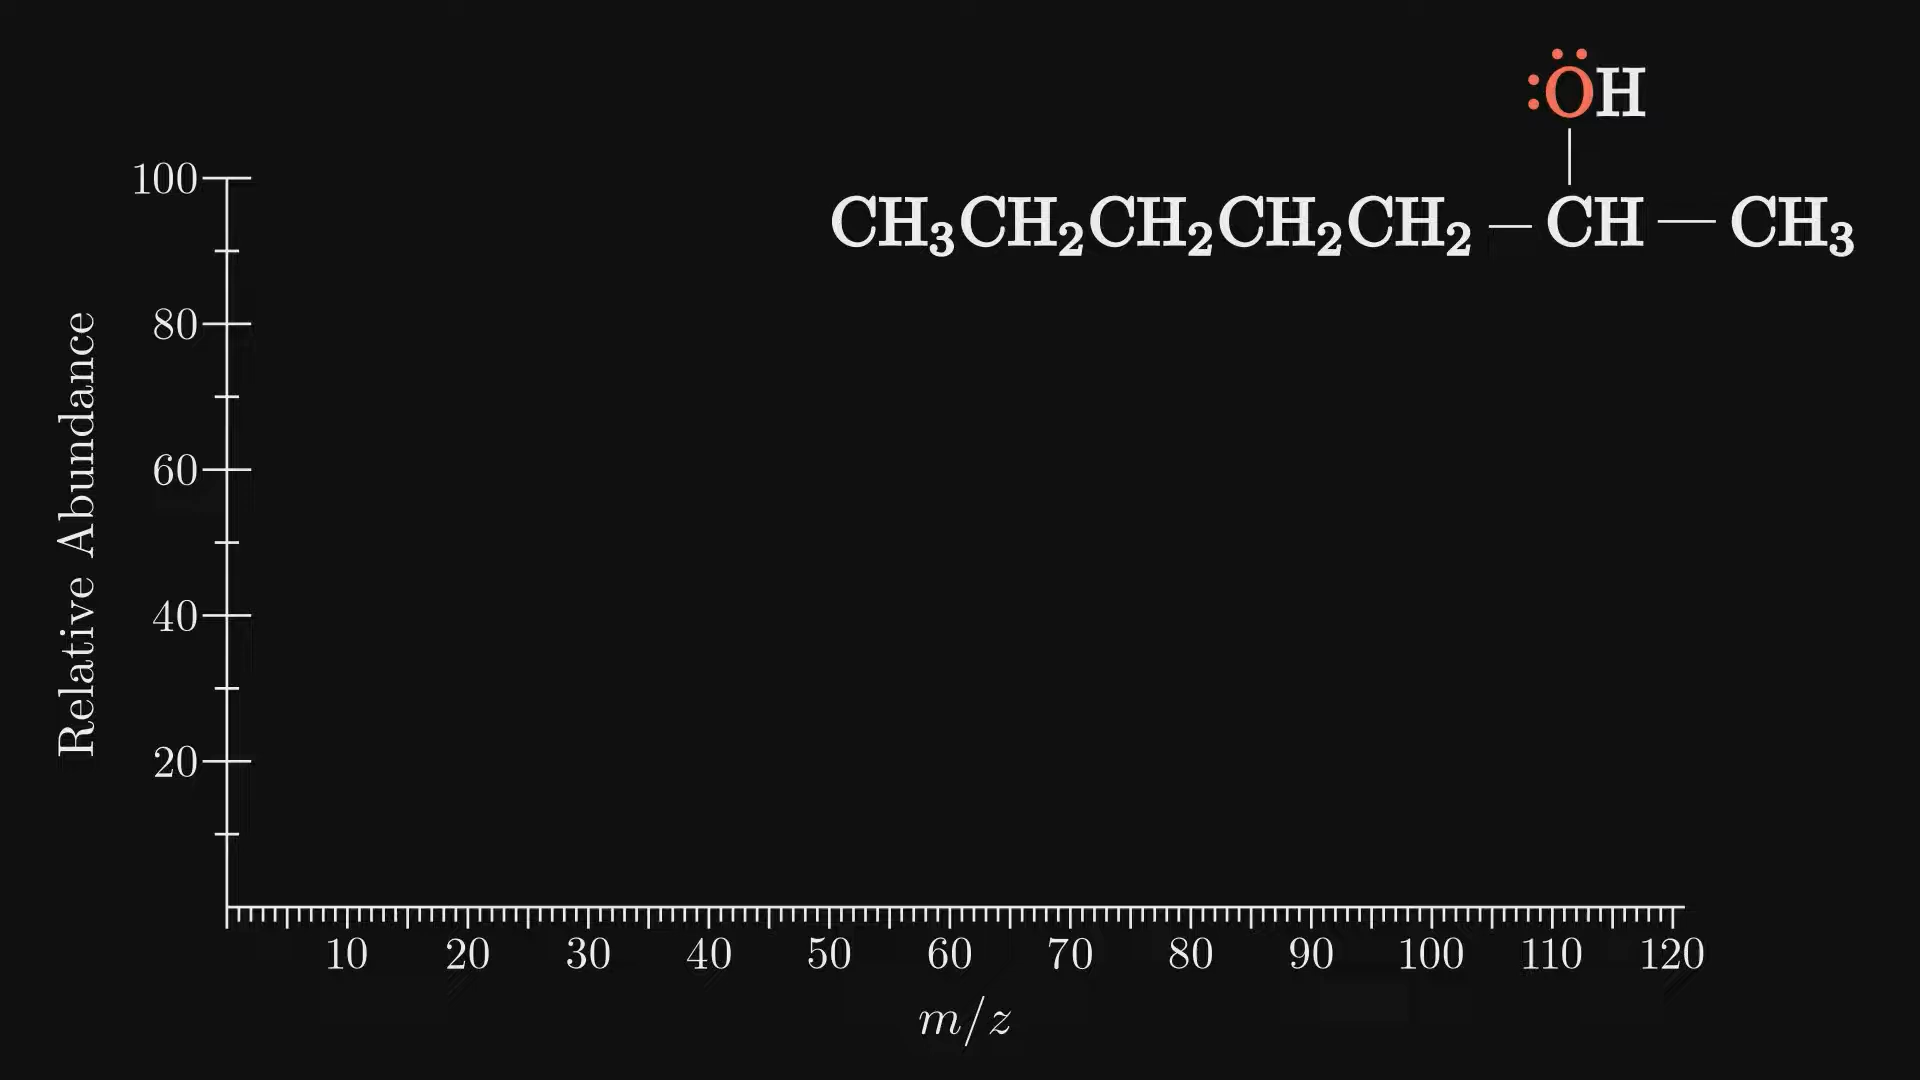 :ÖH
CH₃CH₂CH₂CH₂CH₂ — CH — CH₃
Relative Abundance
100
80
60
40
20
10 20 30 40 50 60 70 80 90 100 110 120
m/z